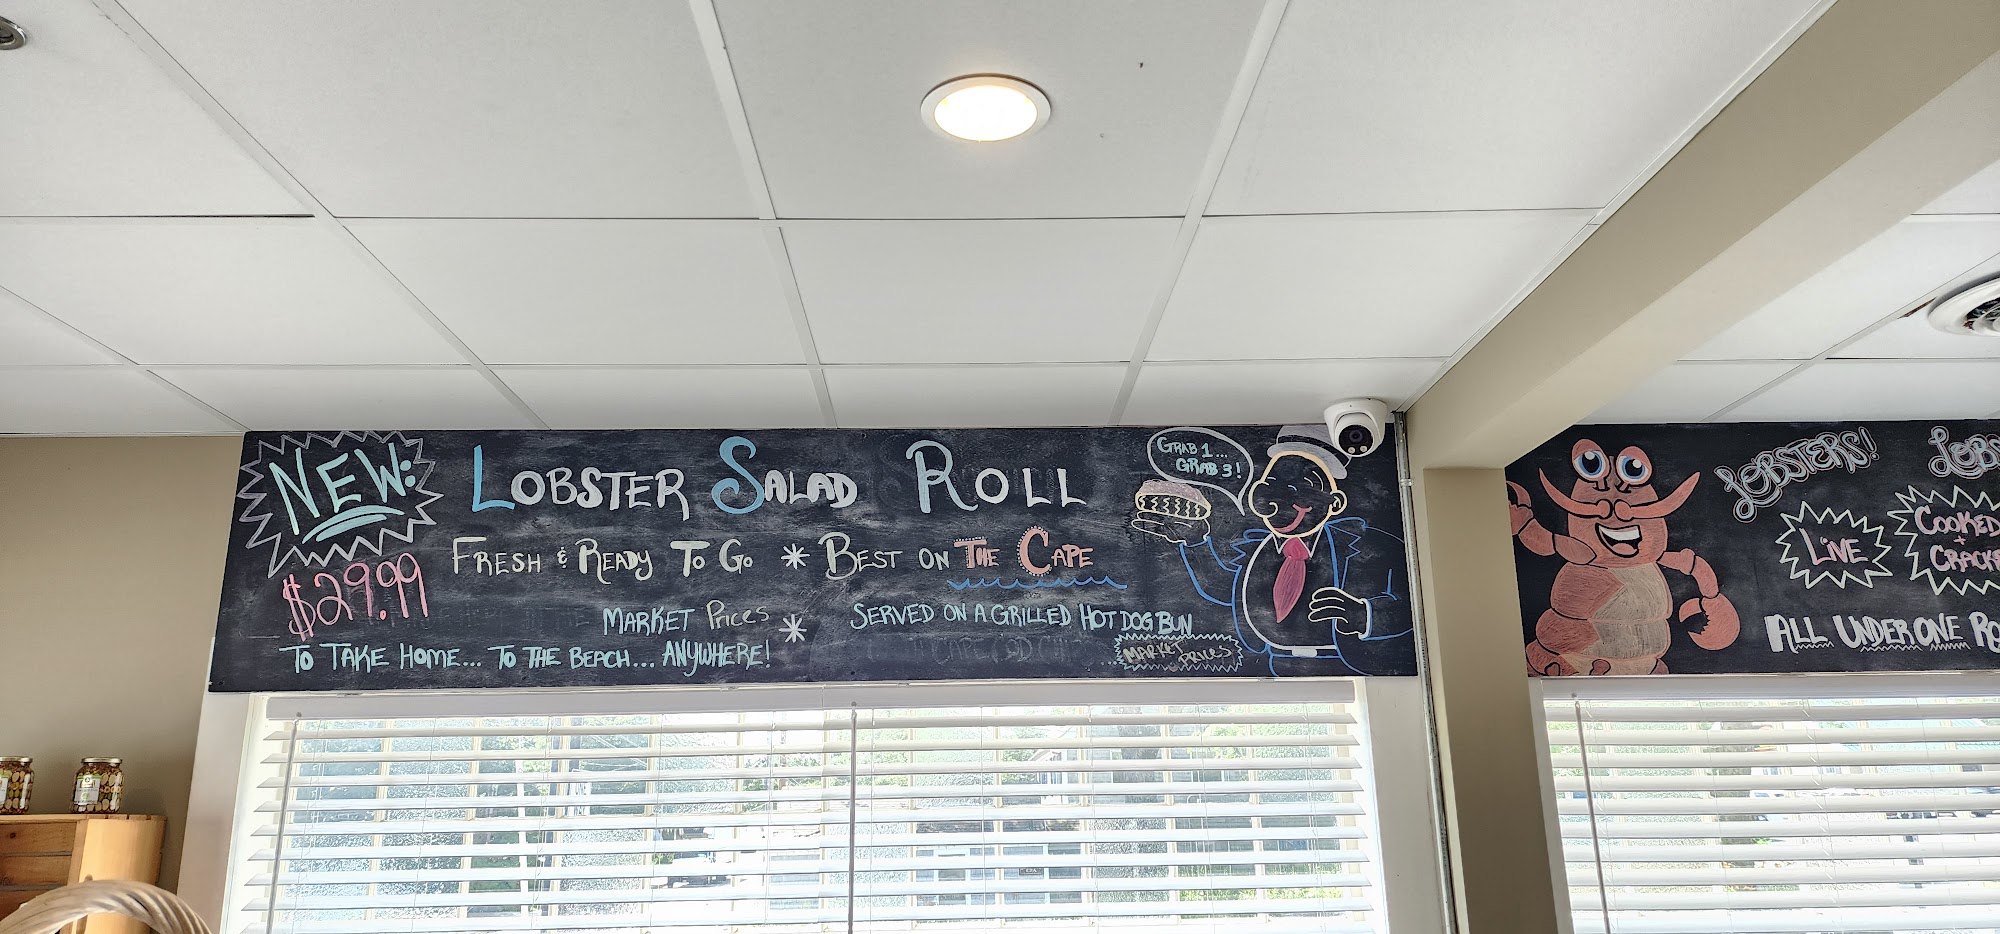 NEW:
LOBSTER SALAD ROLL
$29.99
FRESH & READY TO GO * BEST ON THE CAPE
MARKET Prices * SERVED ON A GRILLED HOT DOG BUN
TO TAKE HOME... TO THE BEACH... ANYWHERE!
MARKET
PRICES
GRAB 1...
GRAB 3!
LOBSTERS!
LiVE
COOKED
+
ALL UNDER ONE